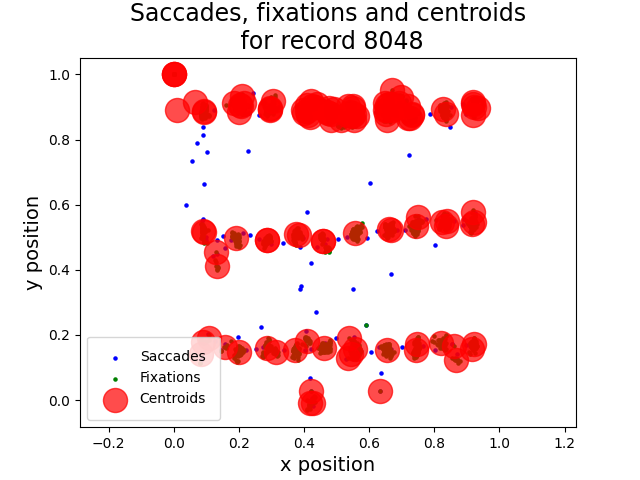 Saccades, fixations and centroids
for record 8048
1.0
0.8
0.6
0.4
0.2
0.0
y position
Saccades
Fixations
Centroids
−0.2 0.0 0.2 0.4 0.6 0.8 1.0 1.2
x position